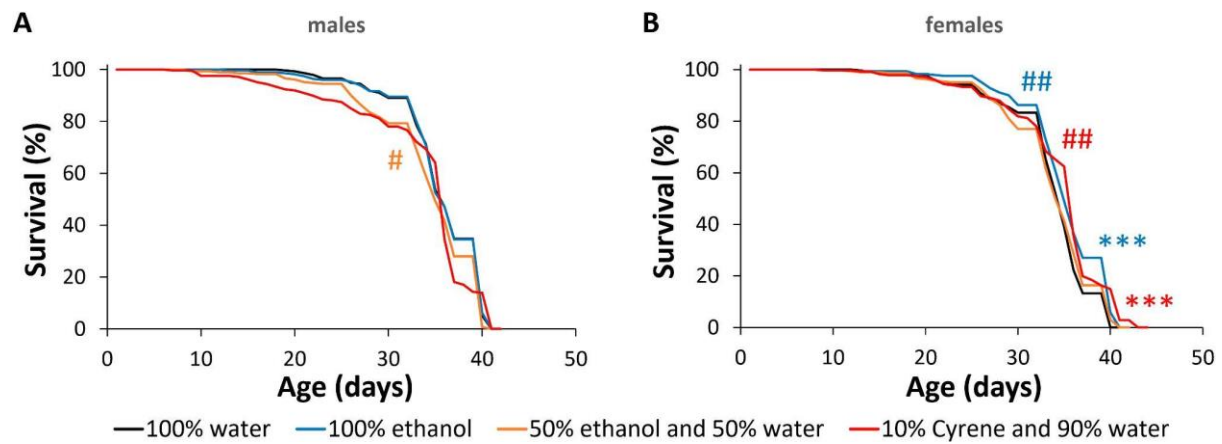 A
males
Survival (%)
100
80
60
40
20
0
#
0 10 20 30 40 50
Age (days)
B
females
Survival (%)
100
80
60
40
20
0
##
##
***
***
0 10 20 30 40 50
Age (days)
100% water 100% ethanol 50% ethanol and 50% water 10% Cyrene and 90% water